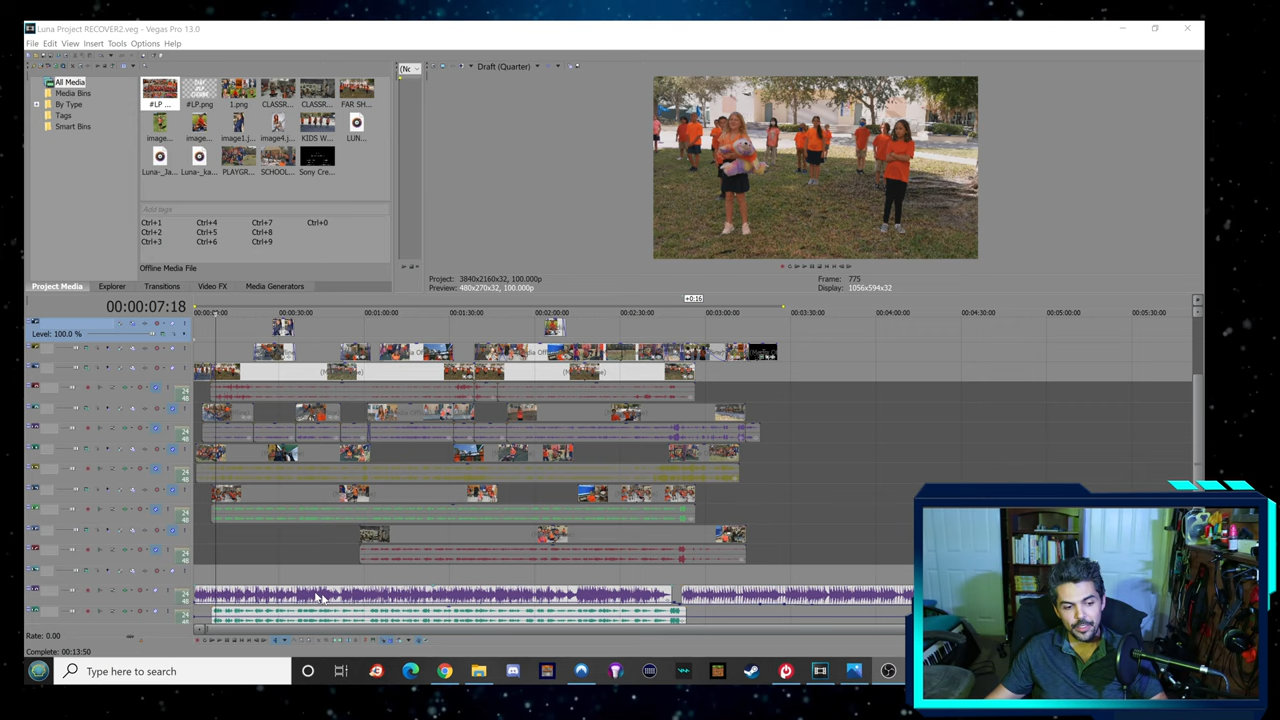 Luna Project RECOVER2.veg - Vegas Pro 13.0
File Edit View Insert Tools Options Help
All Media
Media Bins
By Type
Tags
Smart Bins
#LP ... #LP.png 1.png CLASSR... CLASSR... FAR SH...
image... image... image1.j... image4.j... KIDS W... LUN...
Luna-_Ja... Luna-_ka... PLAYGR... SCHOOL... Sony Cre...
Add tags
Ctrl+1 Ctrl+4 Ctrl+7 Ctrl+0
Ctrl+2 Ctrl+5 Ctrl+8
Ctrl+3 Ctrl+6 Ctrl+9
Offline Media File
Project Media Explorer Transitions Video FX Media Generators
(Nc
Draft (Quarter)
Project: 3840x2160x32, 100.000p
Preview: 480x270x32, 100.000p
Frame: 775
Display: 1056x594x32
+0:16
00:00:07:18
00:00:30:00 00:01:00:00 00:01:30:00 00:02:00:00 00:02:30:00 00:03:00:00 00:03:30:00 00:04:00:00 00:04:30:00 00:05:00:00 00:05:30:00
Level: 100.0 %
Rate: 0.00
Complete: 00:13:50
Type here to search